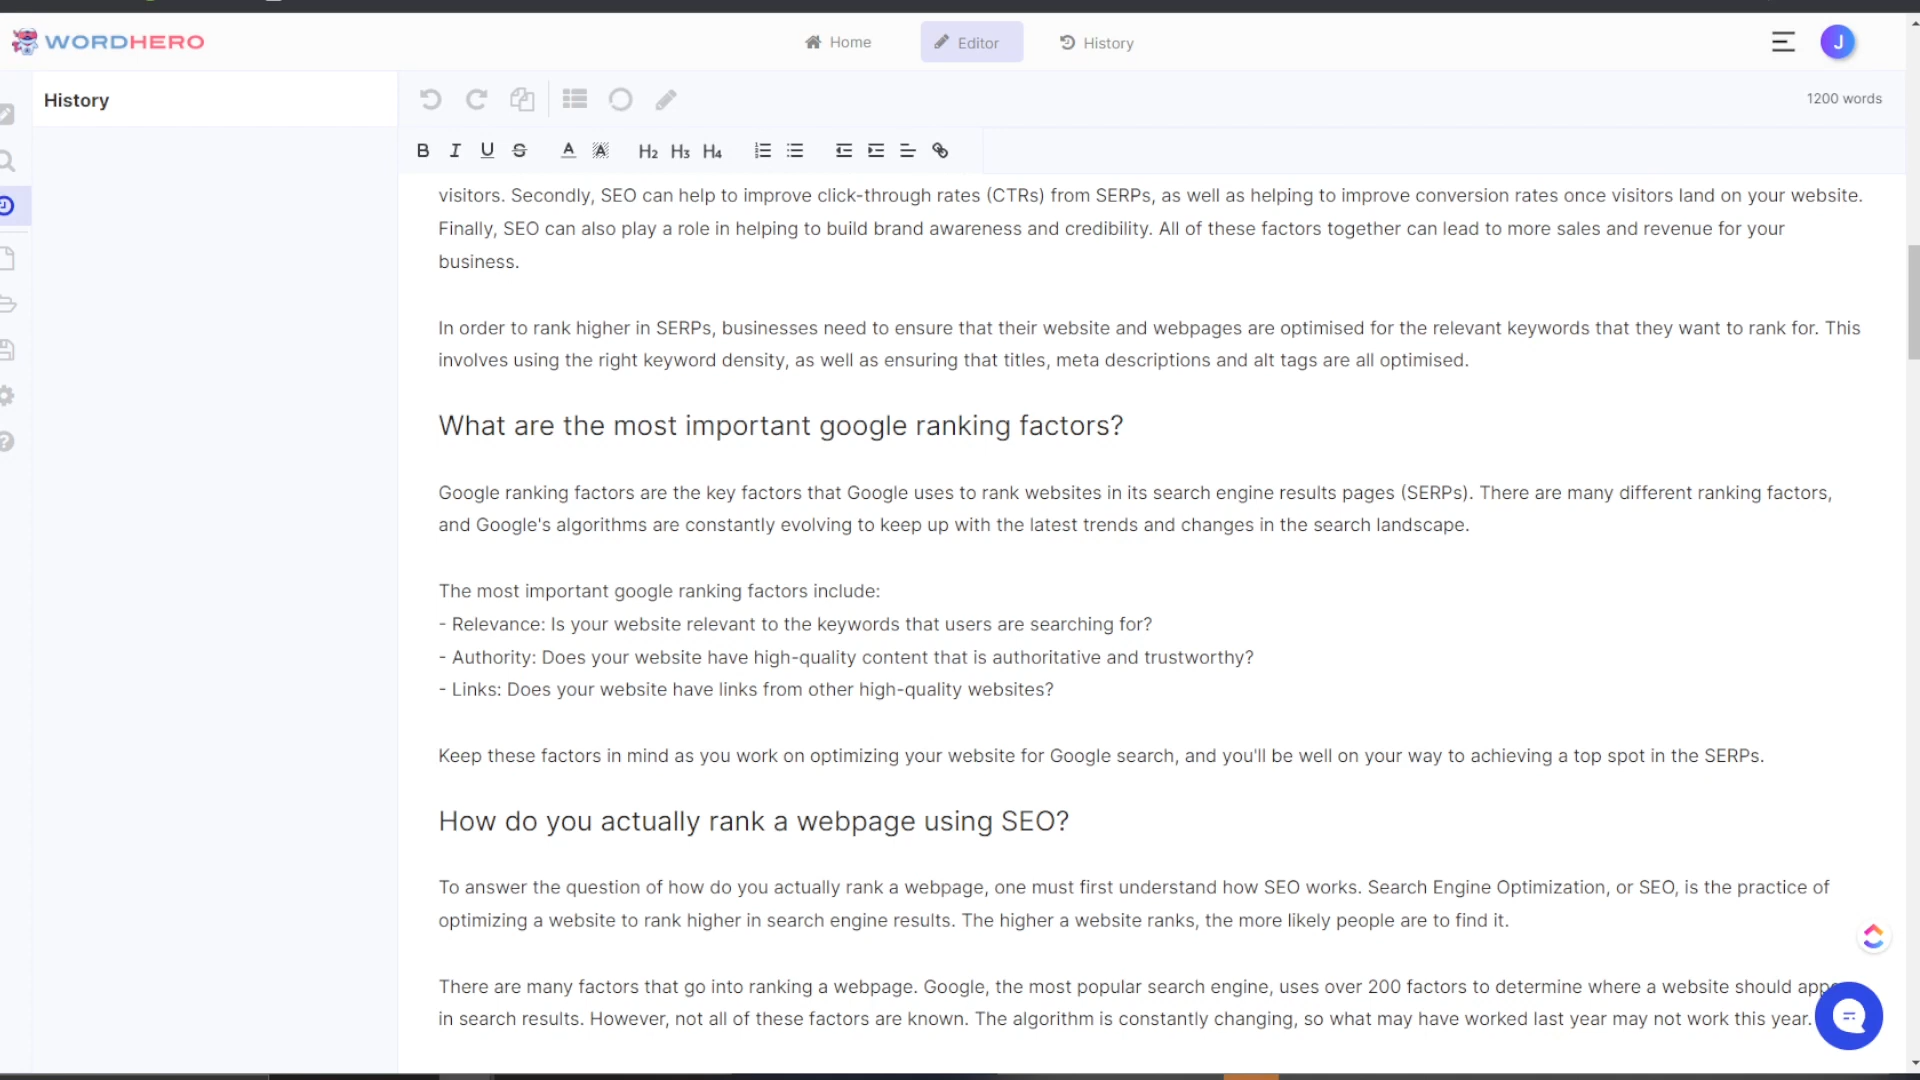 WORDHERO
Home
Editor
History
J
History
1200 words
B I U S A A H2 H3 H4
visitors. Secondly, SEO can help to improve click-through rates (CTRs) from SERPs, as well as helping to improve conversion rates once visitors land on your website.
Finally, SEO can also play a role in helping to build brand awareness and credibility. All of these factors together can lead to more sales and revenue for your
business.
In order to rank higher in SERPs, businesses need to ensure that their website and webpages are optimised for the relevant keywords that they want to rank for. This
involves using the right keyword density, as well as ensuring that titles, meta descriptions and alt tags are all optimised.
What are the most important google ranking factors?
Google ranking factors are the key factors that Google uses to rank websites in its search engine results pages (SERPs). There are many different ranking factors,
and Google's algorithms are constantly evolving to keep up with the latest trends and changes in the search landscape.
The most important google ranking factors include:
- Relevance: Is your website relevant to the keywords that users are searching for?
- Authority: Does your website have high-quality content that is authoritative and trustworthy?
- Links: Does your website have links from other high-quality websites?
Keep these factors in mind as you work on optimizing your website for Google search, and you'll be well on your way to achieving a top spot in the SERPs.
How do you actually rank a webpage using SEO?
To answer the question of how do you actually rank a webpage, one must first understand how SEO works. Search Engine Optimization, or SEO, is the practice of
optimizing a website to rank higher in search engine results. The higher a website ranks, the more likely people are to find it.
There are many factors that go into ranking a webpage. Google, the most popular search engine, uses over 200 factors to determine where a website should
in search results. However, not all of these factors are known. The algorithm is constantly changing, so what may have worked last year may not work this year.